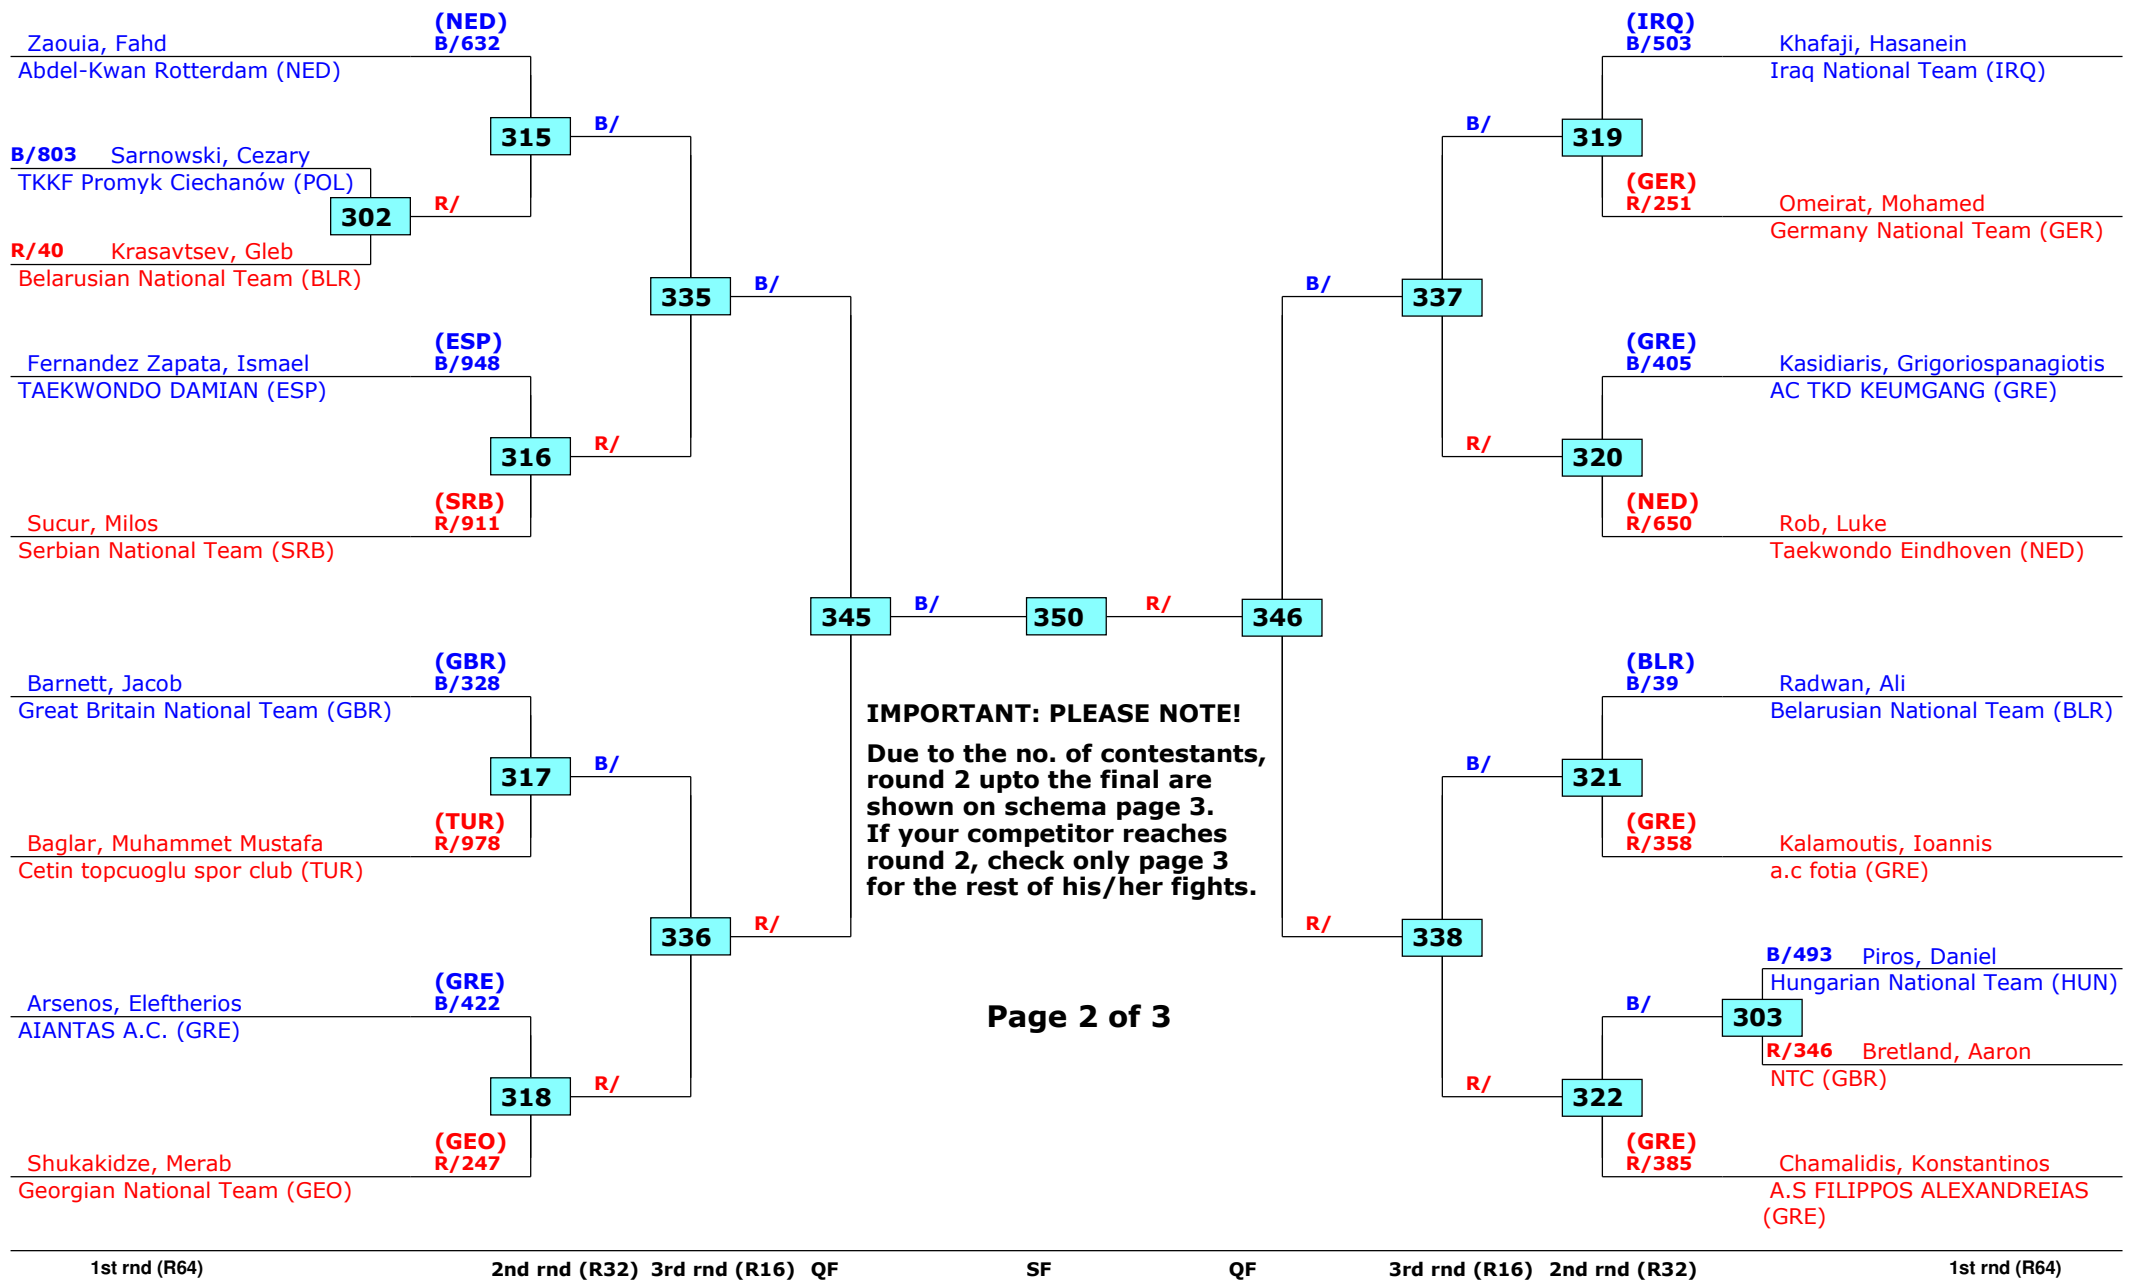 (NED)
Zaouia, Fahd B/632
Abdel-Kwan Rotterdam (NED)
315 B/
B/803 Sarnowski, Cezary
TKKF Promyk Ciechanów (POL)
302 R/
R/40 Krasavtsev, Gleb
Belarusian National Team (BLR)
335 B/
(ESP)
Fernandez Zapata, Ismael B/948
TAEKWONDO DAMIAN (ESP)
316 R/
(SRB)
Sucur, Milos R/911
Serbian National Team (SRB)
345 B/
(GBR)
Barnett, Jacob B/328
Great Britain National Team (GBR)
317 B/
(TUR)
Baglar, Muhammet Mustafa R/978
Cetin topcuoglu spor club (TUR)
336 R/
(GRE)
Arsenos, Eleftherios B/422
AIANTAS A.C. (GRE)
318 R/
(GEO)
Shukakidze, Merab R/247
Georgian National Team (GEO)
350
IMPORTANT: PLEASE NOTE!
Due to the no. of contestants,
round 2 upto the final are
shown on schema page 3.
If your competitor reaches
round 2, check only page 3
for the rest of his/her fights.
Page 2 of 3
(IRQ)
B/503 Khafaji, Hasanein
Iraq National Team (IRQ)
B/ 319
(GER)
R/251 Omeirat, Mohamed
Germany National Team (GER)
B/ 337
(GRE)
B/405 Kasidiaris, Grigoriospanagiotis
AC TKD KEUMGANG (GRE)
R/ 320
(NED)
R/650 Rob, Luke
Taekwondo Eindhoven (NED)
R/ 346
(BLR)
B/39 Radwan, Ali
Belarusian National Team (BLR)
B/ 321
(GRE)
R/358 Kalamoutis, Ioannis
a.c fotia (GRE)
R/ 338
B/493 Piros, Daniel
Hungarian National Team (HUN)
B/ 303
R/346 Bretland, Aaron
NTC (GBR)
R/ 322
(GRE)
R/385 Chamalidis, Konstantinos
A.S FILIPPOS ALEXANDREIAS
(GRE)
1st rnd (R64) 2nd rnd (R32) 3rd rnd (R16) QF SF QF 3rd rnd (R16) 2nd rnd (R32) 1st rnd (R64)